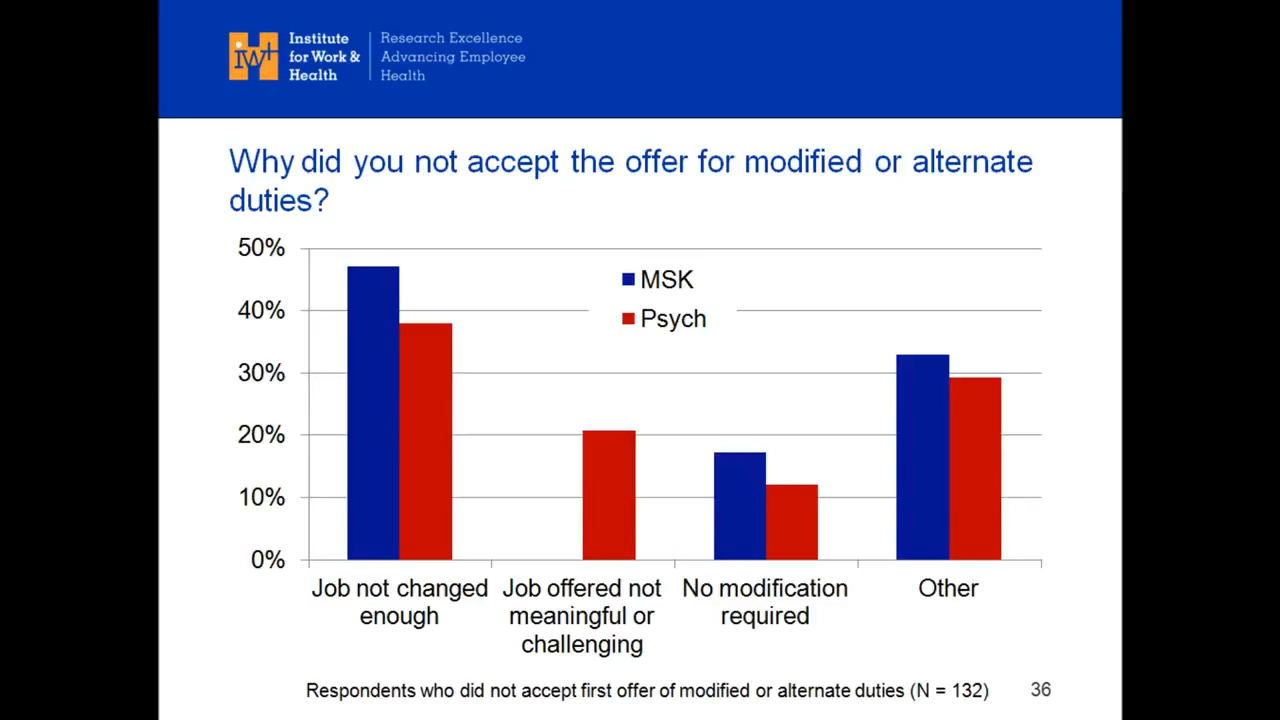 iw+
Institute
for Work &
Health
Research Excellence
Advancing Employee
Health
Why did you not accept the offer for modified or alternate
duties?
50%
40%
30%
20%
10%
0%
MSK
Psych
Job not changed
enough
Job offered not
meaningful or
challenging
No modification
required
Other
Respondents who did not accept first offer of modified or alternate duties (N = 132)
36